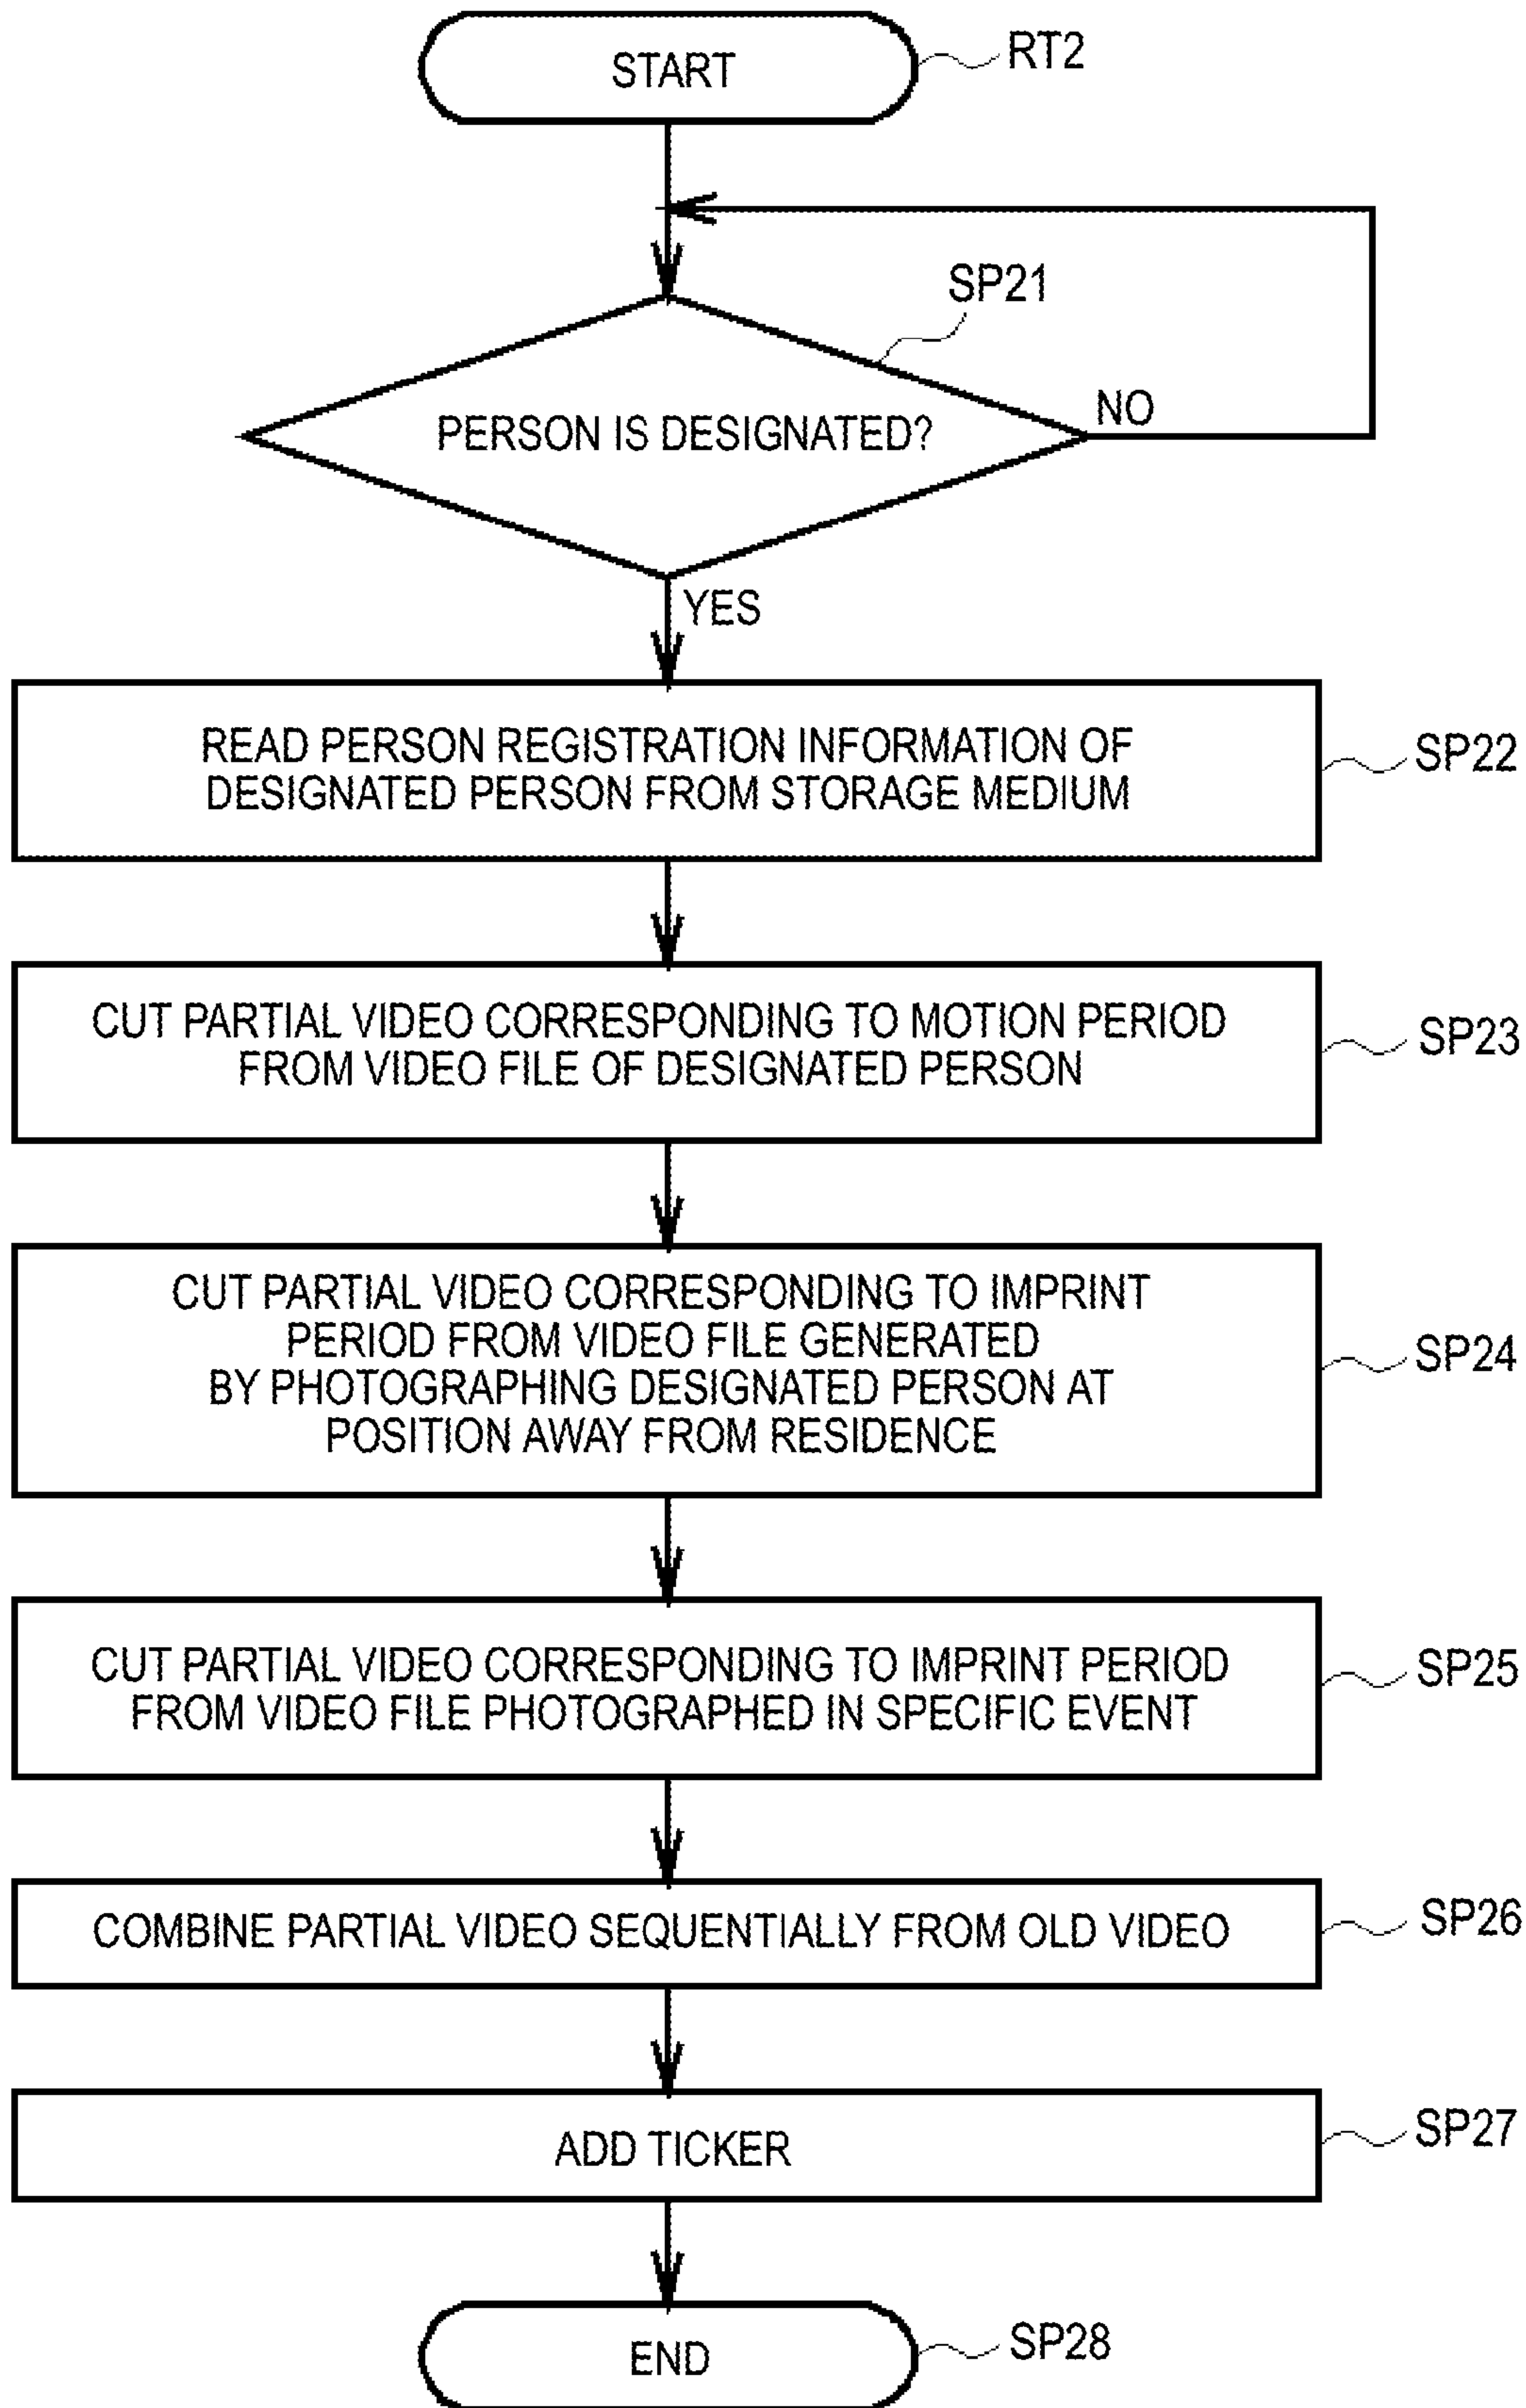 START
RT2
SP21
PERSON IS DESIGNATED?
NO
YES
READ PERSON REGISTRATION INFORMATION OF
DESIGNATED PERSON FROM STORAGE MEDIUM
SP22
CUT PARTIAL VIDEO CORRESPONDING TO MOTION PERIOD
FROM VIDEO FILE OF DESIGNATED PERSON
SP23
CUT PARTIAL VIDEO CORRESPONDING TO IMPRINT
PERIOD FROM VIDEO FILE GENERATED
BY PHOTOGRAPHING DESIGNATED PERSON AT
POSITION AWAY FROM RESIDENCE
SP24
CUT PARTIAL VIDEO CORRESPONDING TO IMPRINT PERIOD
FROM VIDEO FILE PHOTOGRAPHED IN SPECIFIC EVENT
SP25
COMBINE PARTIAL VIDEO SEQUENTIALLY FROM OLD VIDEO
SP26
ADD TICKER
SP27
END
SP28